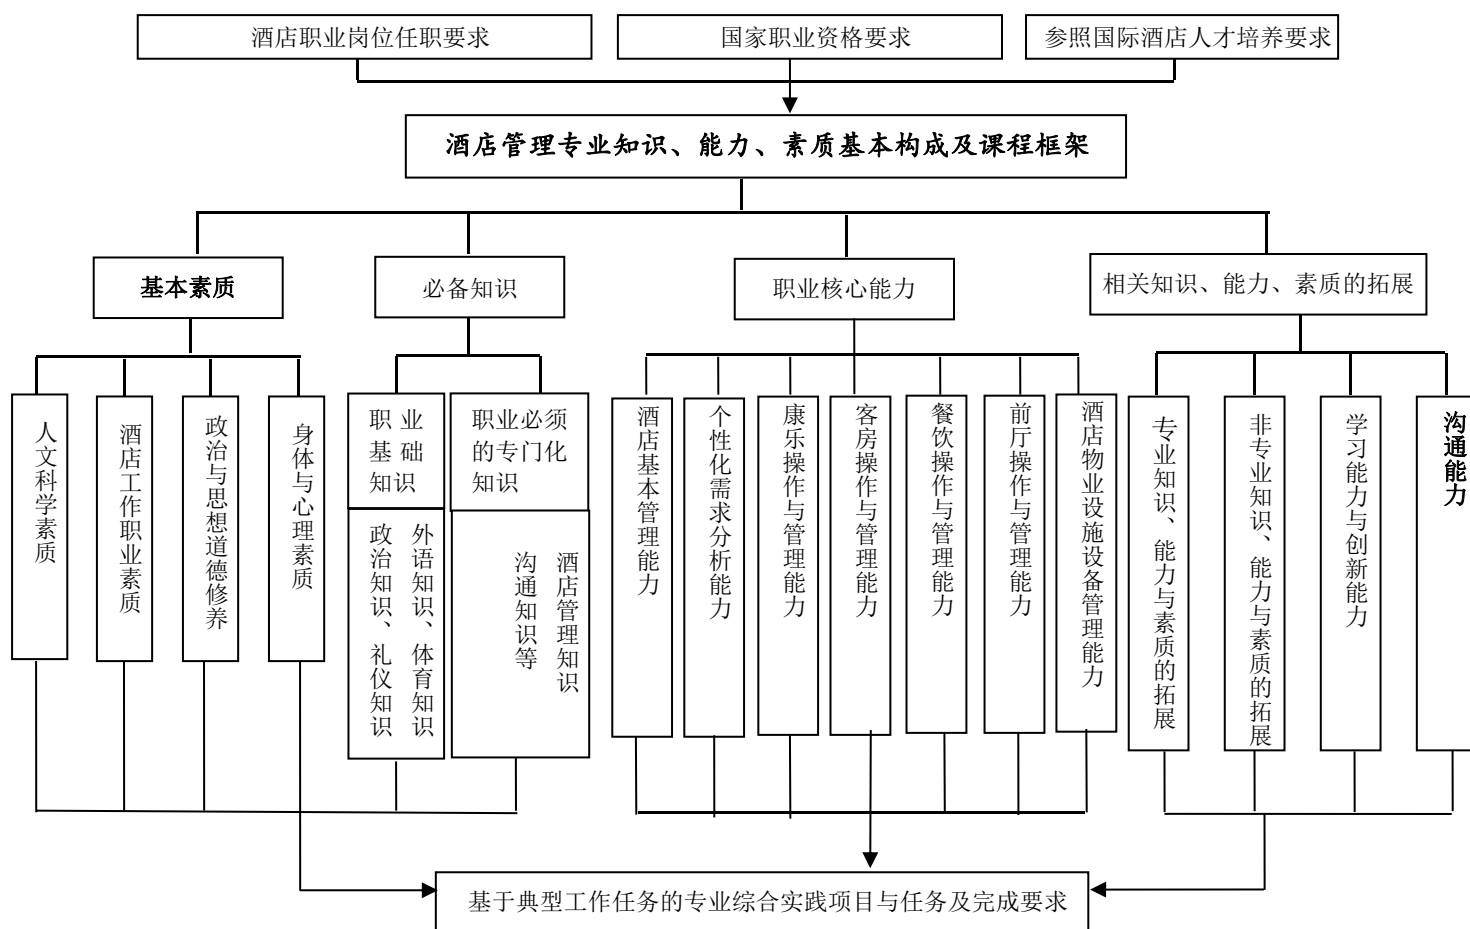 酒店职业岗位任职要求
国家职业资格要求
参照国际酒店人才培养要求
酒店管理专业知识、能力、素质基本构成及课程框架
基本素质
必备知识
职业核心能力
相关知识、能力、素质的拓展
人文科学素质
酒店工作职业素质
政治与思想道德修养
身体与心理素质
职 业
基 础
知识
外语知识、体育知识
政治知识、礼仪知识
职业必须
的专门化
知识
酒店管理知识
沟通知识等
酒店基本管理能力
个性化需求分析能力
康乐操作与管理能力
客房操作与管理能力
餐饮操作与管理能力
前厅操作与管理能力
酒店物业设施设备管理能力
专业知识、能力与素质的拓展
非专业知识、能力与素质的拓展
学习能力与创新能力
沟通能力
基于典型工作任务的专业综合实践项目与任务及完成要求